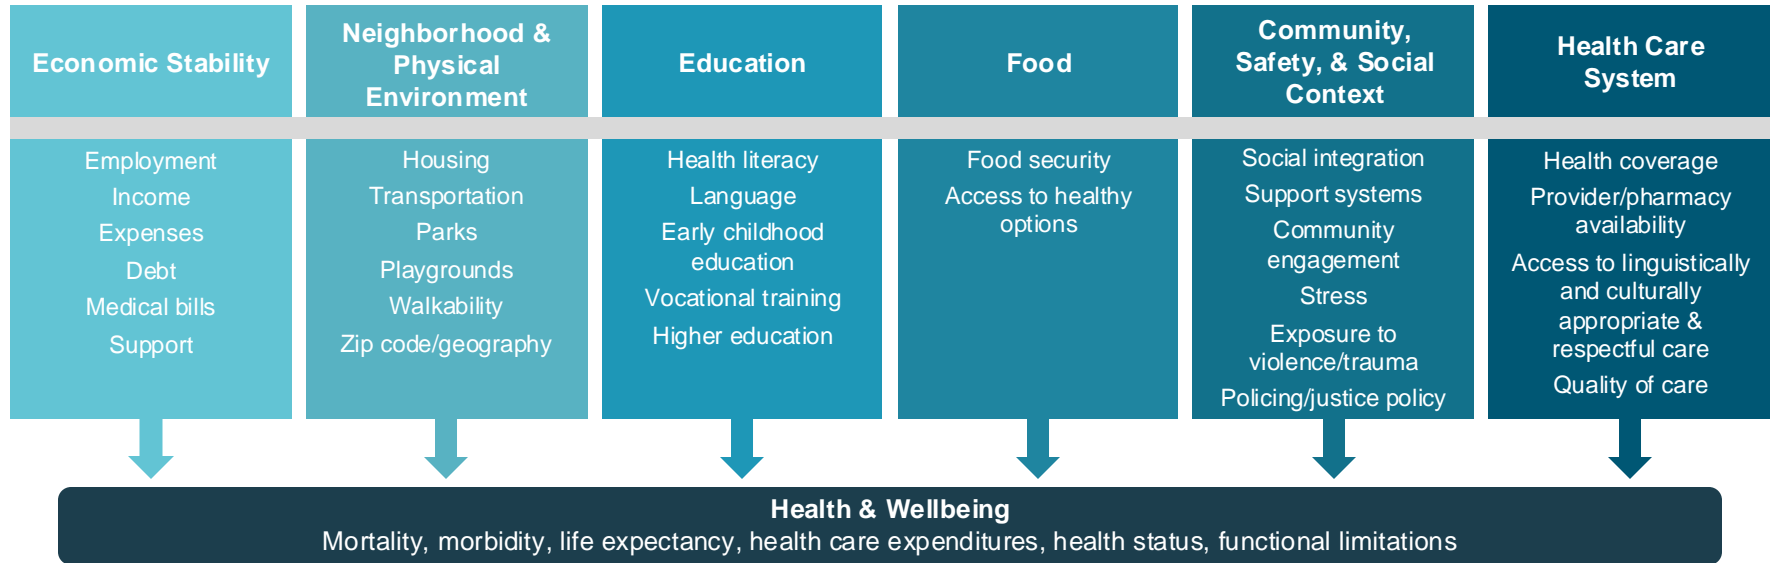 Economic Stability
Employment
Income
Expenses
Debt
Medical bills
Support
Neighborhood &
Physical
Environment
Housing
Transportation
Parks
Playgrounds
Walkability
Zip code/geography
Education
Health literacy
Language
Early childhood
education
Vocational training
Higher education
Food
Food security
Access to healthy
options
Community,
Safety, & Social
Context
Social integration
Support systems
Community
engagement
Stress
Exposure to
violence/trauma
Policing/justice policy
Health Care
System
Health coverage
Provider/pharmacy
availability
Access to linguistically
and culturally
appropriate &
respectful care
Quality of care
Health & Wellbeing
Mortality, morbidity, life expectancy, health care expenditures, health status, functional limitations